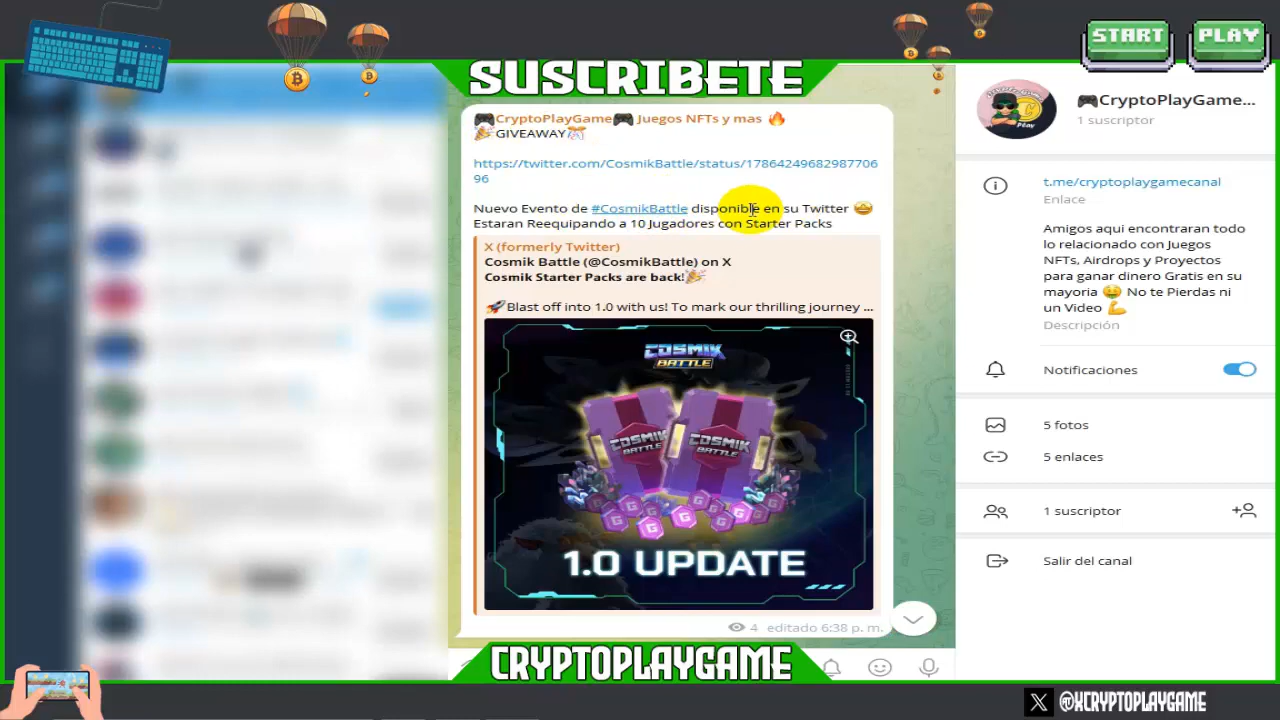 START
PLAY
SUSCRIBETE
🎮CryptoPlayGame🎮 Juegos NFTs y mas 🔥
🎉GIVEAWAY🎊
https://twitter.com/CosmikBattle/status/17864249682987706
96
Nuevo Evento de #CosmikBattle disponible en su Twitter 🤩
Estaran Reequipando a 10 Jugadores con Starter Packs
X (formerly Twitter)
Cosmik Battle (@CosmikBattle) on X
Cosmik Starter Packs are back!🎉
🚀Blast off into 1.0 with us! To mark our thrilling journey ...
COSMIK
BATTLE
COSMIK
BATTLE
COSMIK
BATTLE
1.0 UPDATE
4 editado 6:38 p. m.
🎮CryptoPlayGame...
1 suscriptor
t.me/cryptoplaygamecanal
Enlace
Amigos aqui encontraran todo
lo relacionado con Juegos
NFTs, Airdrops y Proyectos
para ganar dinero Gratis en su
mayoria 🤑 No te Pierdas ni
un Video 💪
Descripción
Notificaciones
5 fotos
5 enlaces
1 suscriptor
Salir del canal
CRYPTOPLAYGAME
X @XCRYPTOPLAYGAME